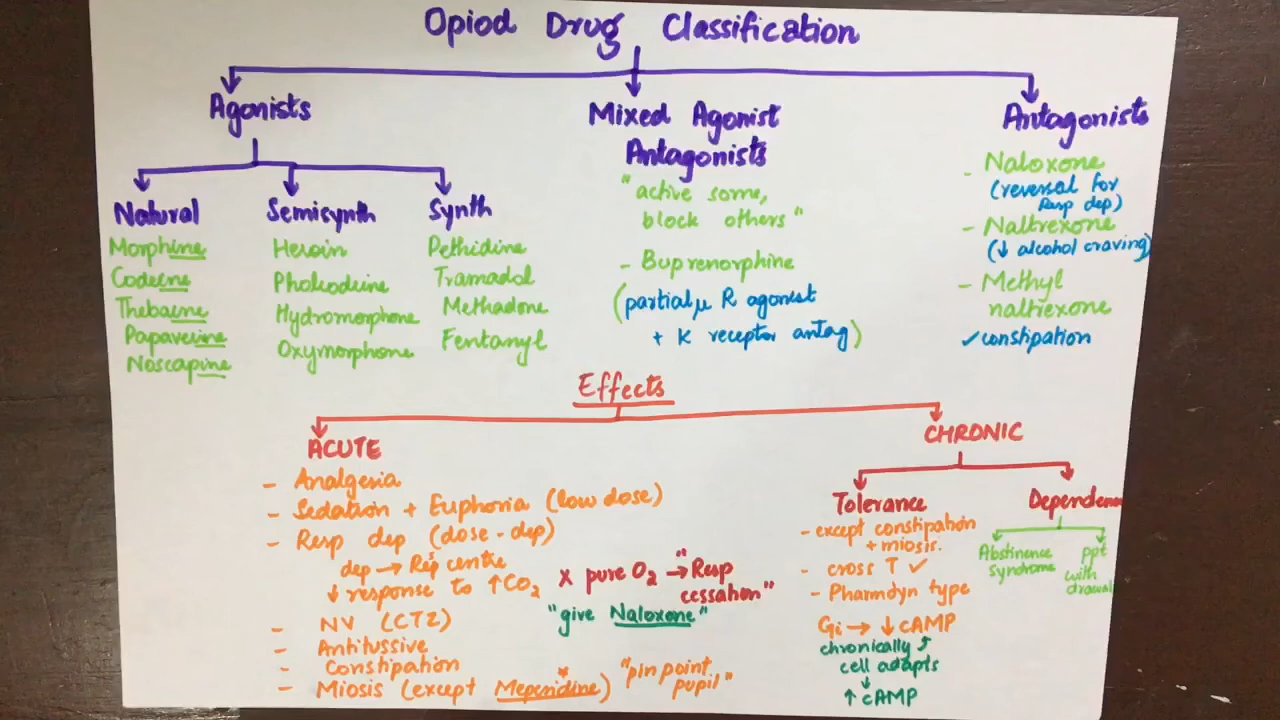 Opiod Drug Classification
Agonists
Mixed Agonist
Antagonists
Antagonists
Natural
Morphine
Codeine
Thebaine
Papaverine
Noscapine
Semisynth
Heroin
Pholcodeine
Hydromorphone
Oxymorphone
Synth
Pethidine
Tramadol
Methadone
Fentanyl
"active some,
block others"
- Buprenorphine
(partial μ R agonist
+ K receptor antag)
- Naloxone
(reversal for
Resp dep)
- Naltrexone
(↓ alcohol craving)
- Methyl
naltrexone
✓constipation
Effects
ACUTE
- Analgesia
- Sedation + Euphoria (low dose)
- Resp dep (dose-dep)
dep → Resp centre
↓ response to ↑CO2
X pure O2 → "Resp
cessation"
"give Naloxone"
- NV (CTZ)
- Antitussive
- Constipation
- Miosis (except Meperidine*) "pin point
pupil"
CHRONIC
Tolerance
- except constipation
+ miosis.
- cross T ✓
- Pharmdyn type
Gi → ↓ cAMP
chronically
cell adapts
↓
↑ cAMP
Dependence
Abstinence
syndrome
ppt
with
drawal